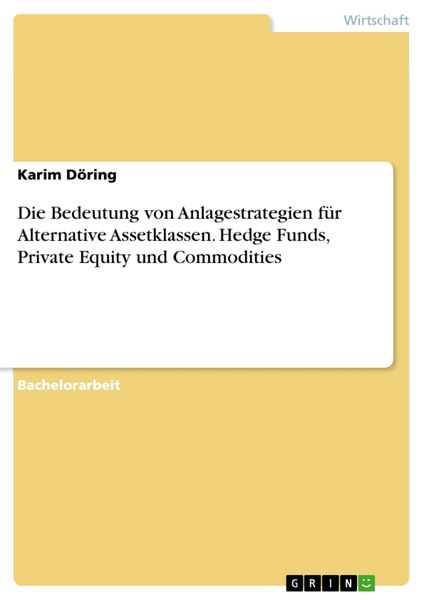 Wirtschaft
Karim Döring
Die Bedeutung von Anlagestrategien für
Alternative Assetklassen. Hedge Funds,
Private Equity und Commodities
Bachelorarbeit
GRIN